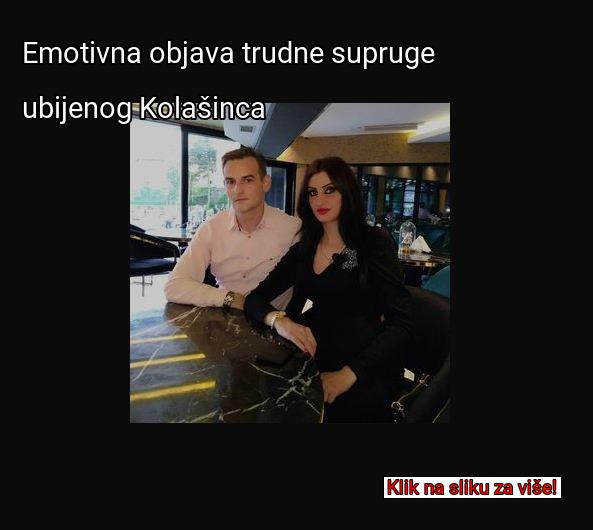 Emotivna objava trudne supruge
ubijenog Kolašinca
Klik na sliku za više!